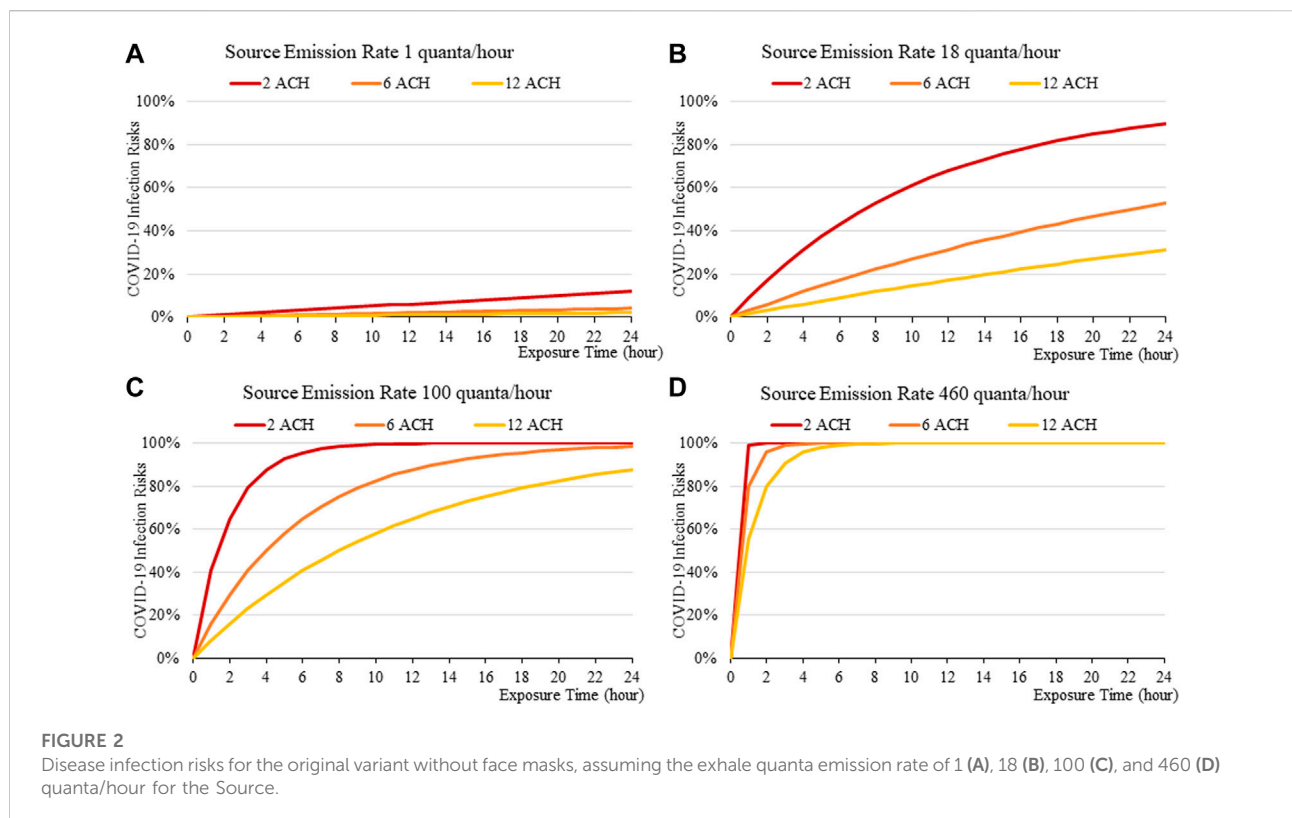 A
Source Emission Rate 1 quanta/hour
2 ACH 6 ACH 12 ACH
COVID-19 Infection Risks
100%
80%
60%
40%
20%
0%
0 2 4 6 8 10 12 14 16 18 20 22 24
Exposure Time (hour)
B
Source Emission Rate 18 quanta/hour
2 ACH 6 ACH 12 ACH
COVID-19 Infection Risks
100%
80%
60%
40%
20%
0%
0 2 4 6 8 10 12 14 16 18 20 22 24
Exposure Time (hour)
C
Source Emission Rate 100 quanta/hour
2 ACH 6 ACH 12 ACH
COVID-19 Infection Risks
100%
80%
60%
40%
20%
0%
0 2 4 6 8 10 12 14 16 18 20 22 24
Exposure Time (hour)
D
Source Emission Rate 460 quanta/hour
2 ACH 6 ACH 12 ACH
COVID-19 Infection Risks
100%
80%
60%
40%
20%
0%
0 2 4 6 8 10 12 14 16 18 20 22 24
Exposure Time (hour)
FIGURE 2
Disease infection risks for the original variant without face masks, assuming the exhale quanta emission rate of 1 (A), 18 (B), 100 (C), and 460 (D)
quanta/hour for the Source.